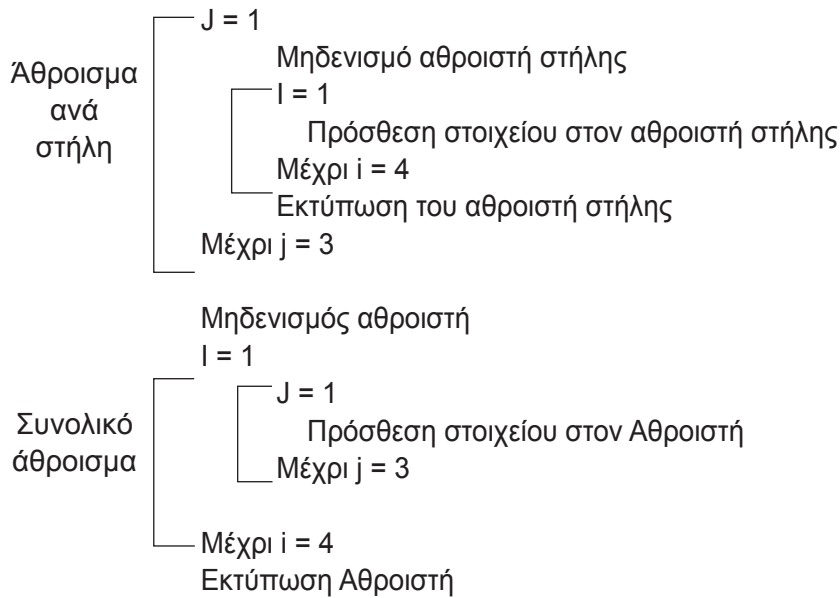 J = 1
Μηδενισμό αθροιστή στήλης
Άθροισμα
ανά
στήλη
I = 1
Πρόσθεση στοιχείου στον αθροιστή στήλης
Μέχρι i = 4
Εκτύπωση του αθροιστή στήλης
Μέχρι j = 3
Μηδενισμός αθροιστή
I = 1
Συνολικό
άθροισμα
J = 1
Πρόσθεση στοιχείου στον Αθροιστή
Μέχρι j = 3
Μέχρι i = 4
Εκτύπωση Αθροιστή